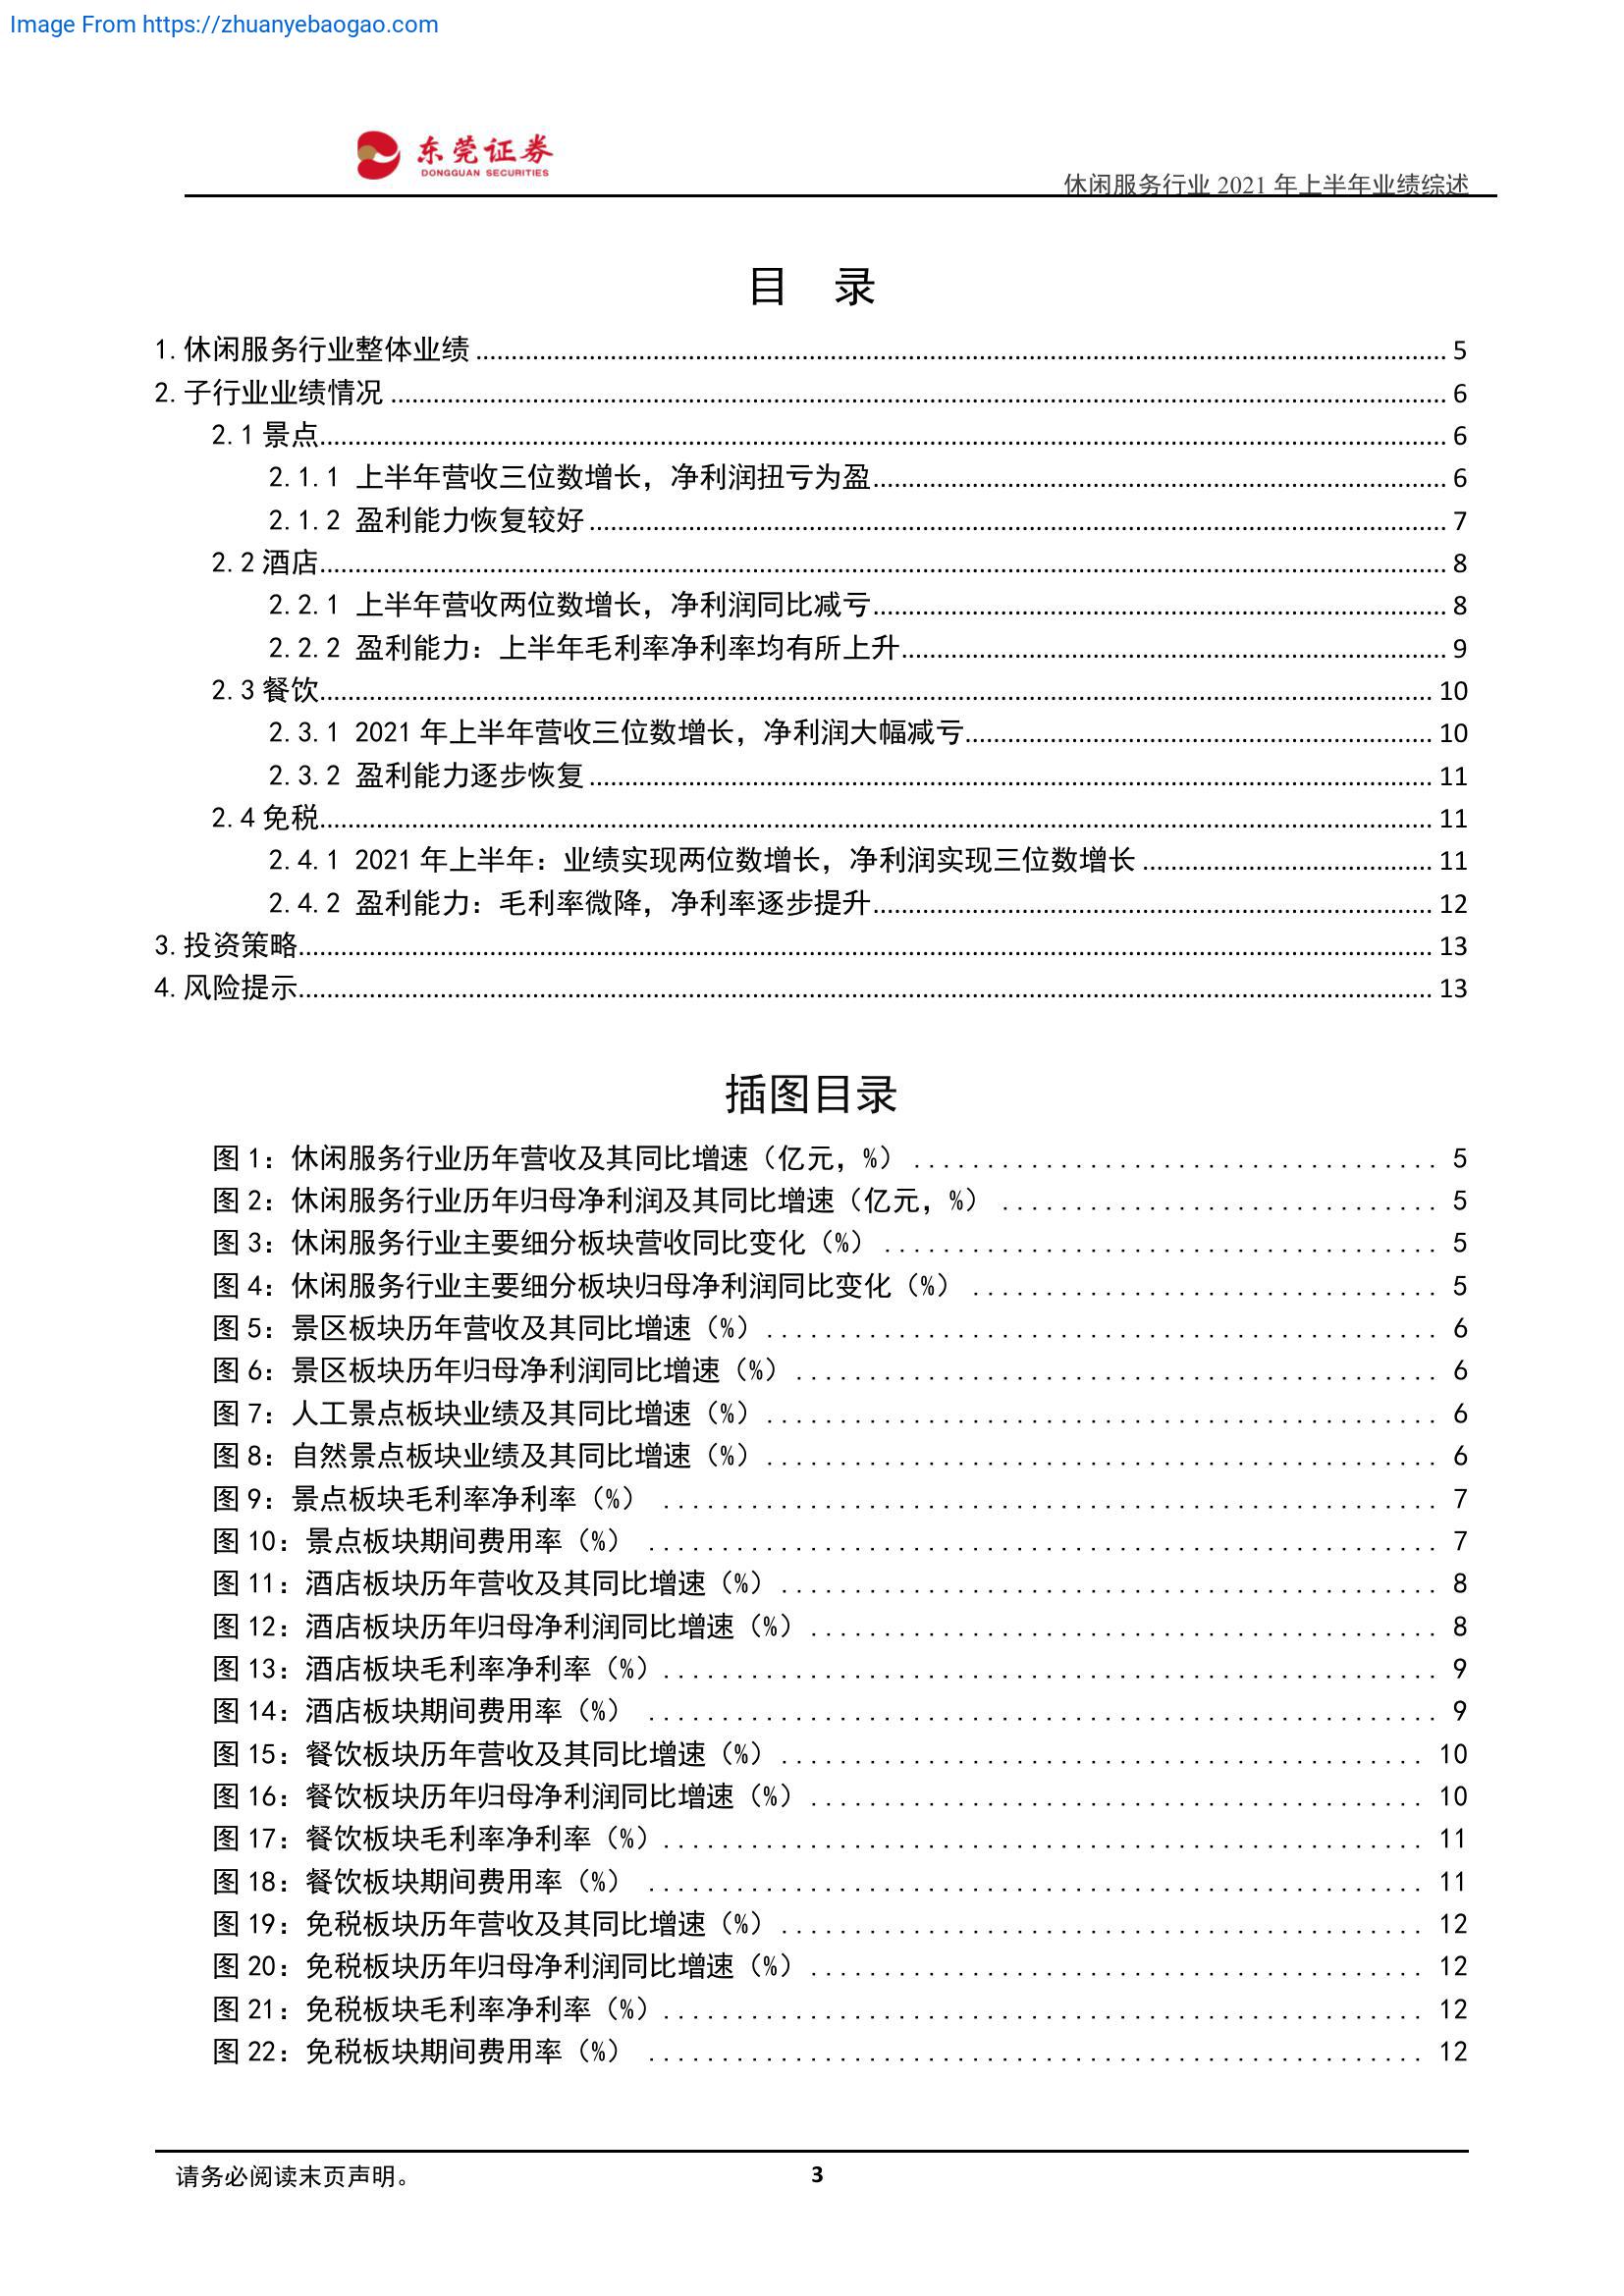 Image From https://zhuanyebaogao.com
东莞证券
DONGGUAN SECURITIES
休闲服务行业 2021 年上半年业绩综述
目 录
1. 休闲服务行业整体业绩 ........................................ 5
2. 子行业业绩情况 ........................................ 6
2.1 景点........................................ 6
2.1.1 上半年营收三位数增长，净利润扭亏为盈........................................ 6
2.1.2 盈利能力恢复较好 ........................................ 7
2.2 酒店........................................ 8
2.2.1 上半年营收两位数增长，净利润同比减亏........................................ 8
2.2.2 盈利能力：上半年毛利率净利率均有所上升........................................ 9
2.3 餐饮........................................ 10
2.3.1 2021 年上半年营收三位数增长，净利润大幅减亏........................................ 10
2.3.2 盈利能力逐步恢复 ........................................ 11
2.4 免税........................................ 11
2.4.1 2021 年上半年：业绩实现两位数增长，净利润实现三位数增长 ........................................ 11
2.4.2 盈利能力：毛利率微降，净利率逐步提升........................................ 12
3. 投资策略........................................ 13
4. 风险提示........................................ 13
插图目录
图 1：休闲服务行业历年营收及其同比增速（亿元，%） ........................................ 5
图 2：休闲服务行业历年归母净利润及其同比增速（亿元，%） ........................................ 5
图 3：休闲服务行业主要细分板块营收同比变化（%） ........................................ 5
图 4：休闲服务行业主要细分板块归母净利润同比变化（%） ........................................ 5
图 5：景区板块历年营收及其同比增速（%） ........................................ 6
图 6：景区板块历年归母净利润同比增速（%） ........................................ 6
图 7：人工景点板块业绩及其同比增速（%） ........................................ 6
图 8：自然景点板块业绩及其同比增速（%） ........................................ 6
图 9：景点板块毛利率净利率（%） ........................................ 7
图 10：景点板块期间费用率（%） ........................................ 7
图 11：酒店板块历年营收及其同比增速（%） ........................................ 8
图 12：酒店板块历年归母净利润同比增速（%） ........................................ 8
图 13：酒店板块毛利率净利率（%） ........................................ 9
图 14：酒店板块期间费用率（%） ........................................ 9
图 15：餐饮板块历年营收及其同比增速（%） ........................................ 10
图 16：餐饮板块历年归母净利润同比增速（%） ........................................ 10
图 17：餐饮板块毛利率净利率（%） ........................................ 11
图 18：餐饮板块期间费用率（%） ........................................ 11
图 19：免税板块历年营收及其同比增速（%） ........................................ 12
图 20：免税板块历年归母净利润同比增速（%） ........................................ 12
图 21：免税板块毛利率净利率（%） ........................................ 12
图 22：免税板块期间费用率（%） ........................................ 12
请务必阅读末页声明。
3